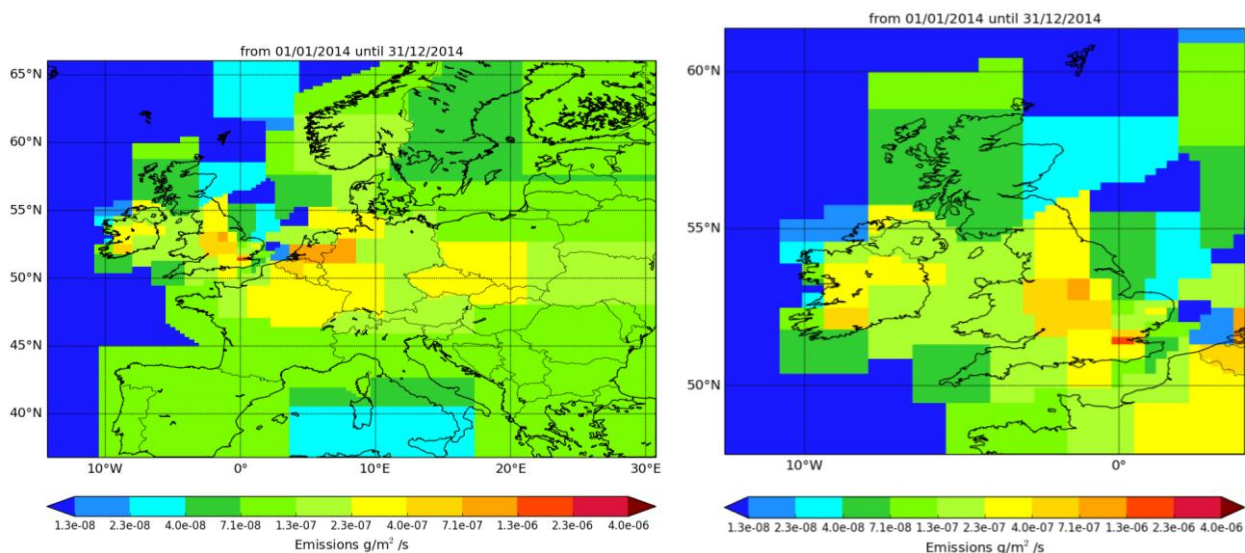 from 01/01/2014 until 31/12/2014
65°N
60°N
55°N
50°N
45°N
40°N
10°W 0° 10°E 20°E 30°E
1.3e-08 2.3e-08 4.0e-08 7.1e-08 1.3e-07 2.3e-07 4.0e-07 7.1e-07 1.3e-06 2.3e-06 4.0e-06
Emissions g/m² /s
from 01/01/2014 until 31/12/2014
60°N
55°N
50°N
10°W 0°
1.3e-08 2.3e-08 4.0e-08 7.1e-08 1.3e-07 2.3e-07 4.0e-07 7.1e-07 1.3e-06 2.3e-06 4.0e-06
Emissions g/m² /s